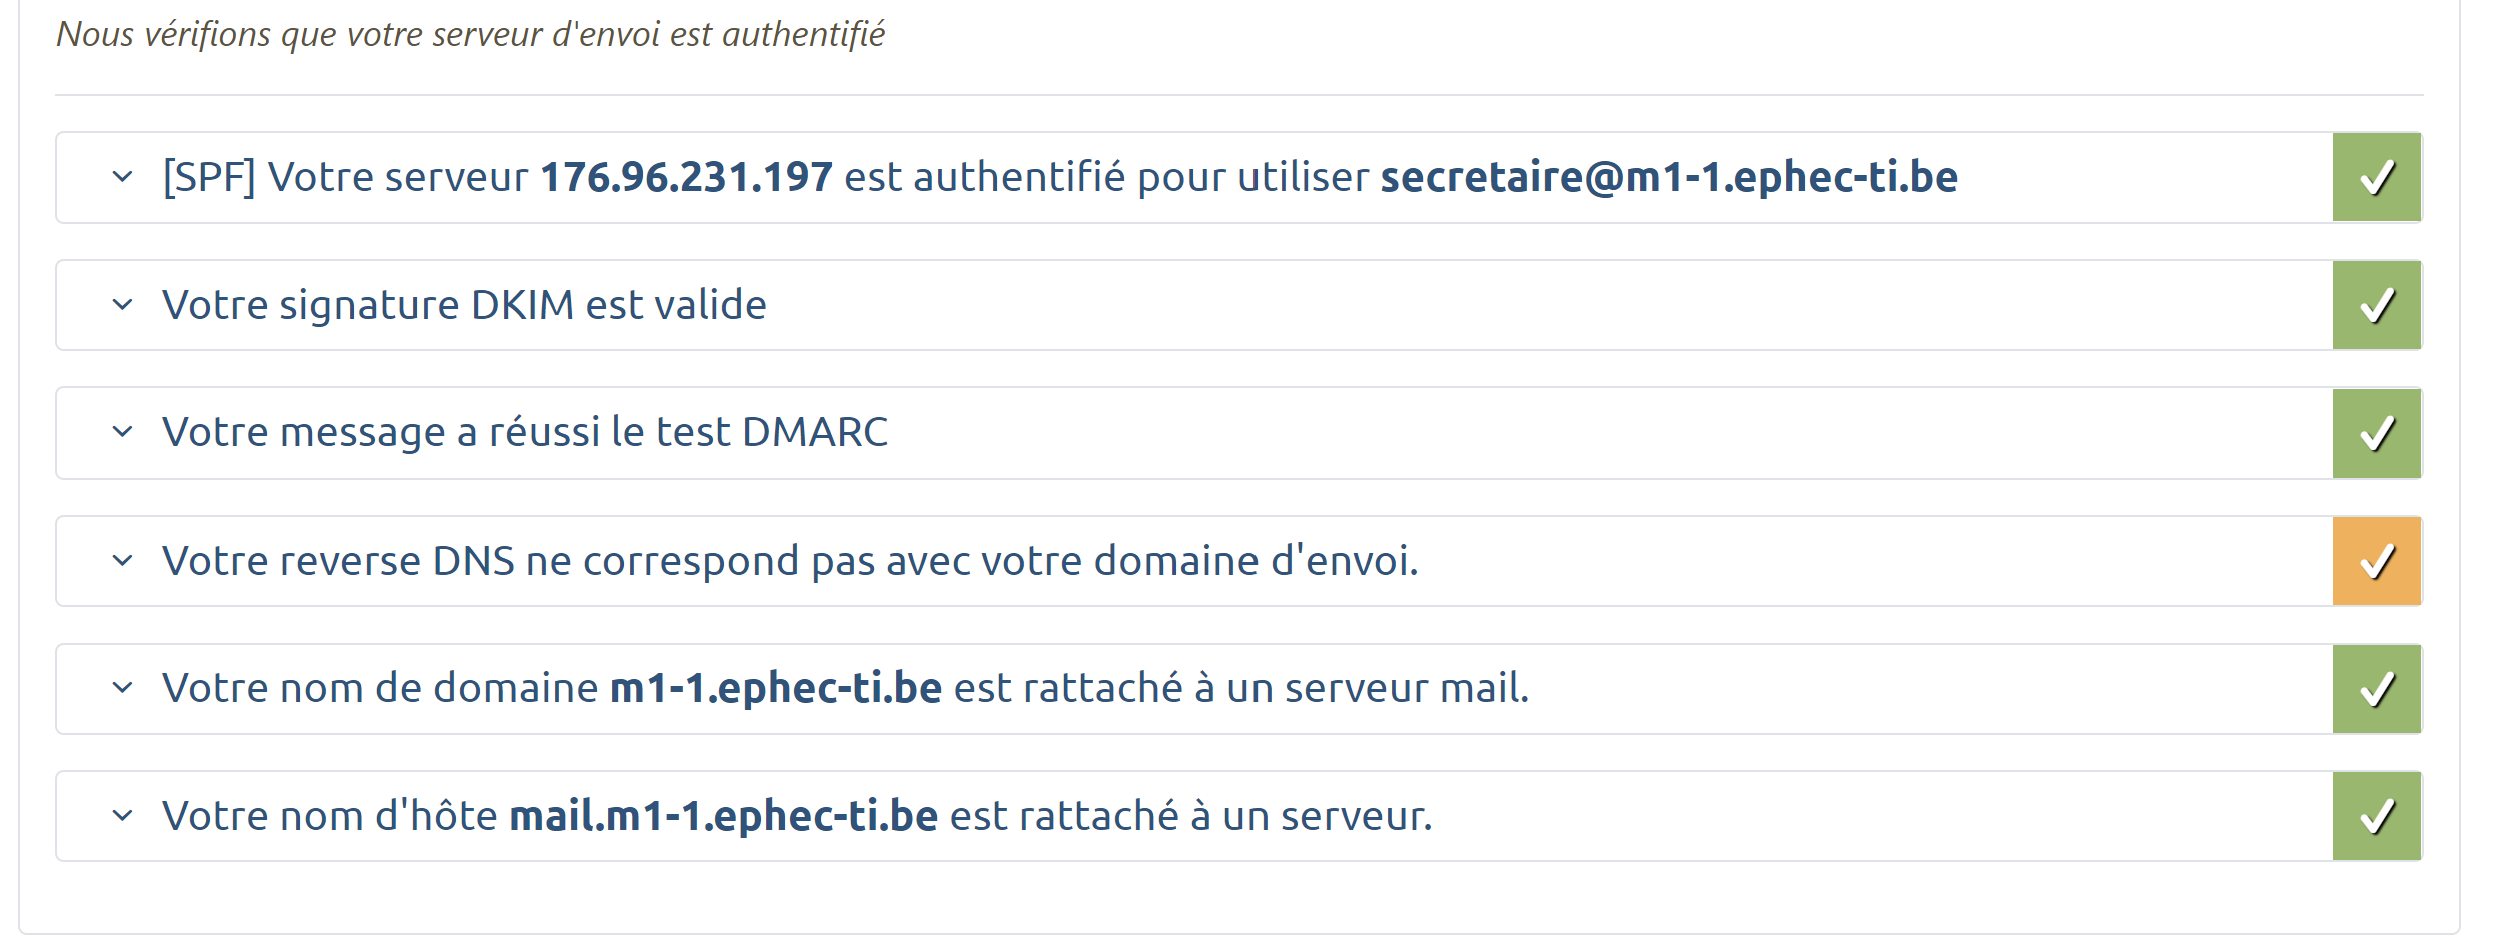 Nous vérifions que votre serveur d'envoi est authentifié
[SPF] Votre serveur 176.96.231.197 est authentifié pour utiliser secretaire@m1-1.ephec-ti.be
Votre signature DKIM est valide
Votre message a réussi le test DMARC
Votre reverse DNS ne correspond pas avec votre domaine d'envoi.
Votre nom de domaine m1-1.ephec-ti.be est rattaché à un serveur mail.
Votre nom d'hôte mail.m1-1.ephec-ti.be est rattaché à un serveur.